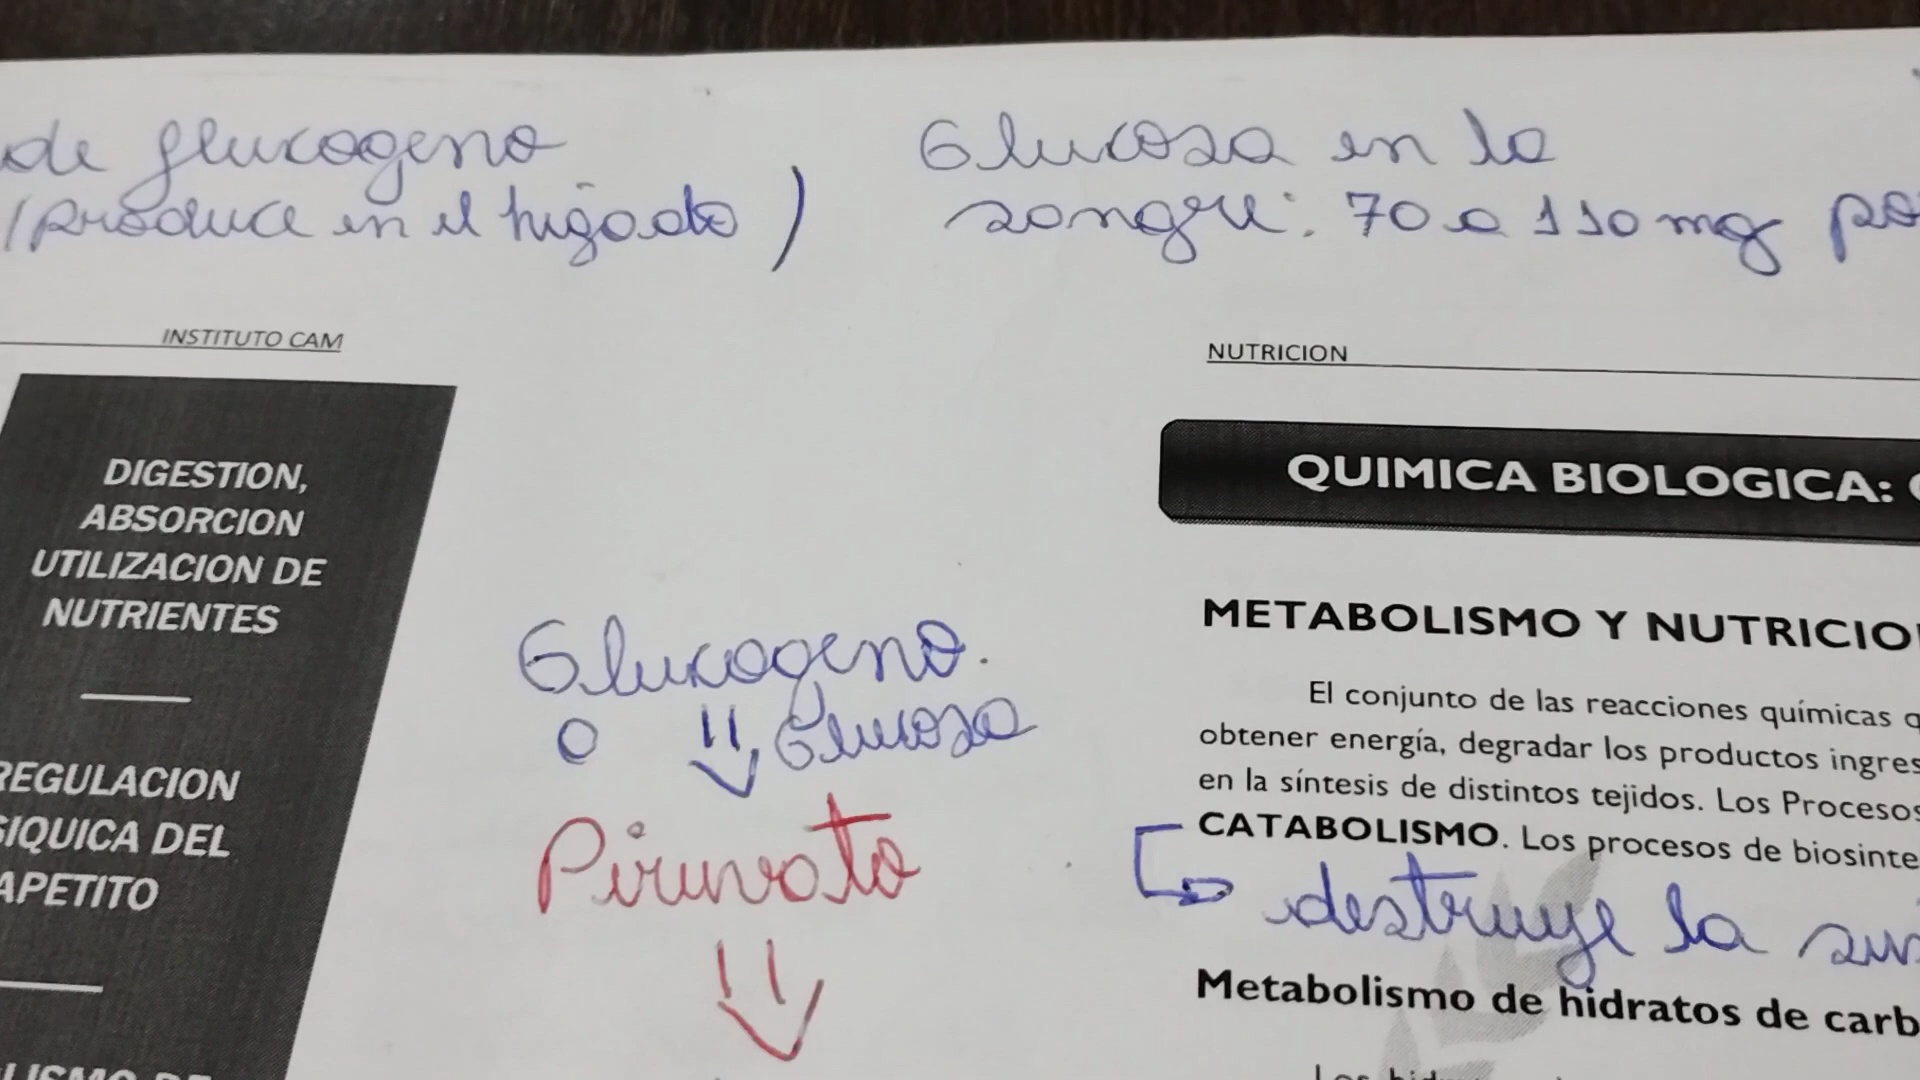 de glucogeno
(produce en el higado)
Glucosa en la
sangre: 70 a 110 mg
INSTITUTO CAM
DIGESTION,
ABSORCION
UTILIZACION DE
NUTRIENTES
REGULACION
SIQUICA DEL
APETITO
Glucogeno.
o Glucosa
Piruvato
NUTRICION
QUIMICA BIOLOGICA:
METABOLISMO Y NUTRICIO
El conjunto de las reacciones químicas q
obtener energía, degradar los productos ingres
en la síntesis de distintos tejidos. Los Procesos
CATABOLISMO. Los procesos de biosinte
destruye la
Metabolismo de hidratos de carb